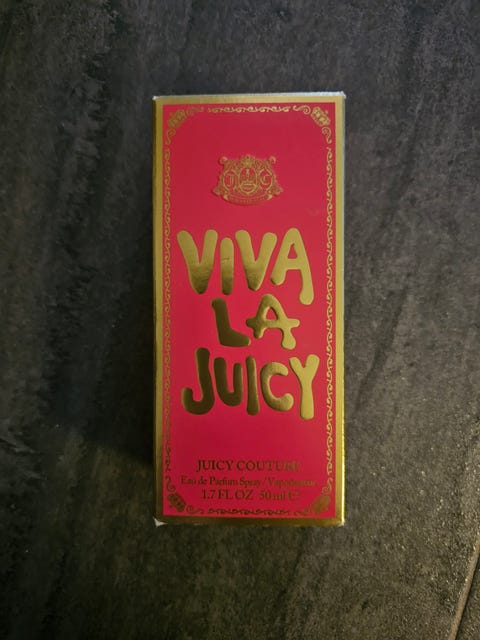 VIVA
LA
JUICY
JUICY COUTURE
Eau de Parfum Spray / Vaporisateur
1.7 FL OZ 50 ml ℮